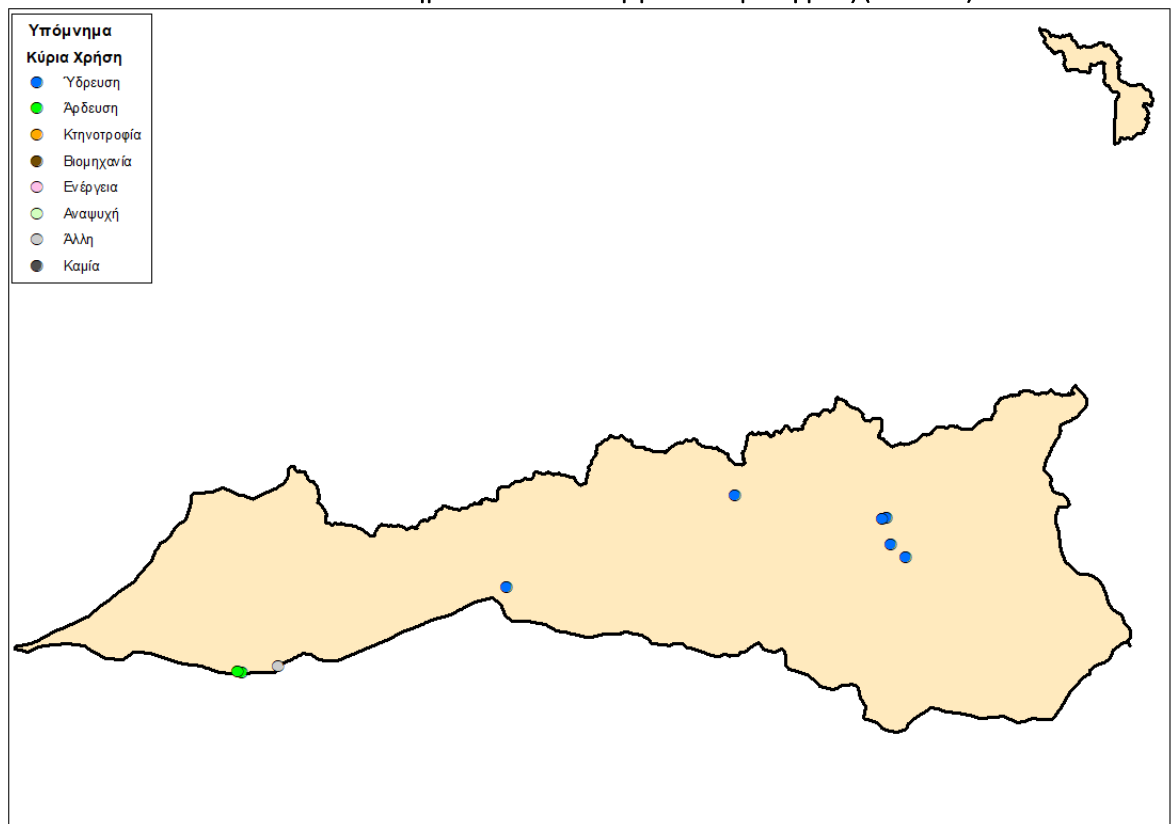 Υπόμνημα
Κύρια Χρήση
Ύδρευση
Άρδευση
Κτηνοτροφία
Βιομηχανία
Ενέργεια
Αναψυχή
Άλλη
Καμία